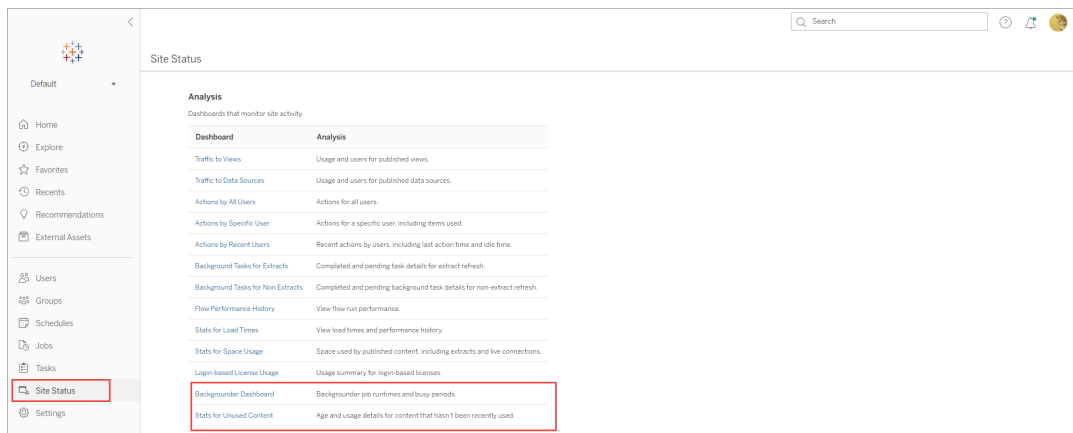 Search
Site Status
Default
Home
Explore
Favorites
Recents
Recommendations
External Assets
Users
Groups
Schedules
Jobs
Tasks
Site Status
Settings
Analysis
Dashboards that monitor site activity.
Dashboard Analysis
Traffic to Views Usage and users for published views.
Traffic to Data Sources Usage and users for published data sources.
Actions by All Users Actions for all users.
Actions by Specific User Actions for a specific user, including items used.
Actions by Recent Users Recent actions by users, including last action time and idle time.
Background Tasks for Extracts Completed and pending task details for extract refresh.
Background Tasks for Non Extracts Completed and pending background task details for non-extract refresh.
Flow Performance History View flow run performance.
Stats for Load Times View load times and performance history.
Stats for Space Usage Space used by published content, including extracts and live connections.
Login-based License Usage Usage summary for login-based licenses
Backgrounder Dashboard Backgrounder job runtimes and busy periods.
Stats for Unused Content Age and usage details for content that hasn't been recently used.